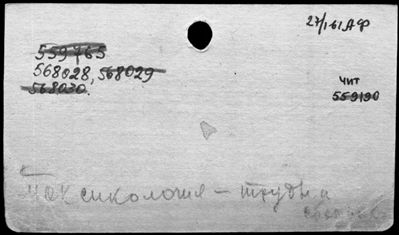 27/I-61 АФ
559765
568028, 568029
568030.
чит
559190
Токсикология - труды